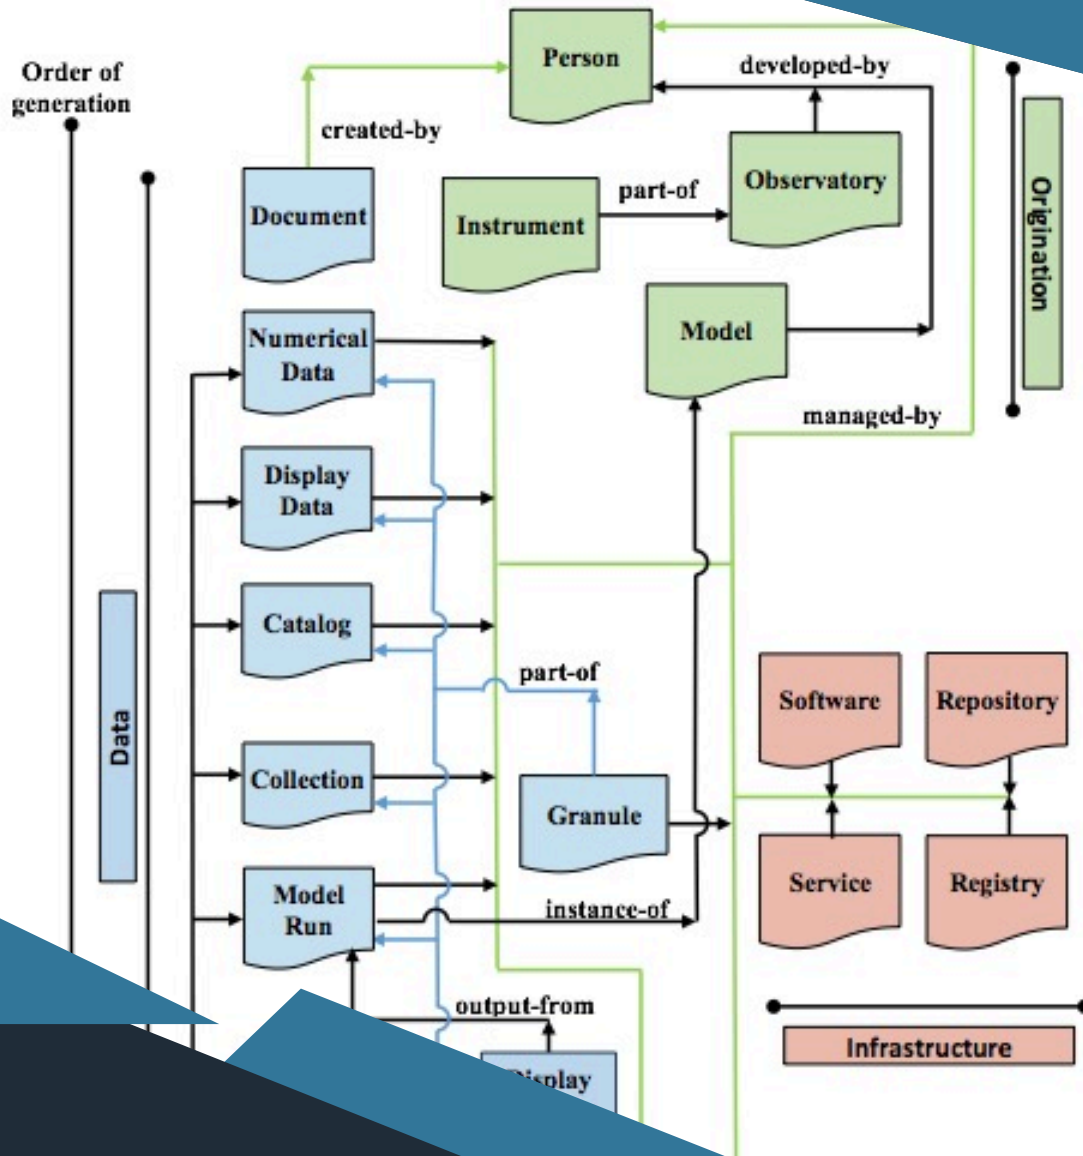 Person
Order of
generation
developed-by
created-by
Document
Instrument
part-of
Observatory
Origination
Numerical
Data
Model
managed-by
Display
Data
Catalog
part-of
Software
Repository
Data
Collection
Granule
Service
Registry
Model
Run
instance-of
output-from
Infrastructure
Display